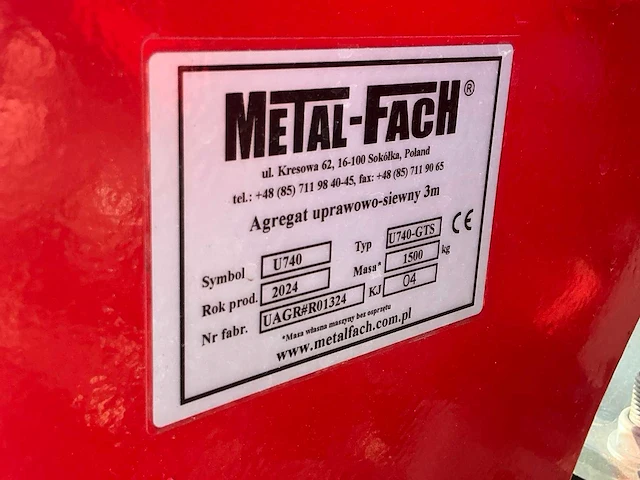 METAL-FACH®
ul. Kresowa 62, 16-100 Sokółka, Poland
tel.: +48 (85) 711 98 40-45, fax: +48 (85) 711 90 65
Agregat uprawowo-siewny 3m
CE
Symbol U740 Typ U740-GTS
Rok prod. 2024 Masa* 1500 kg
Nr fabr. UAGR#R01324 KJ 04
*Masa własna maszyny bez osprzętu
www.metalfach.com.pl